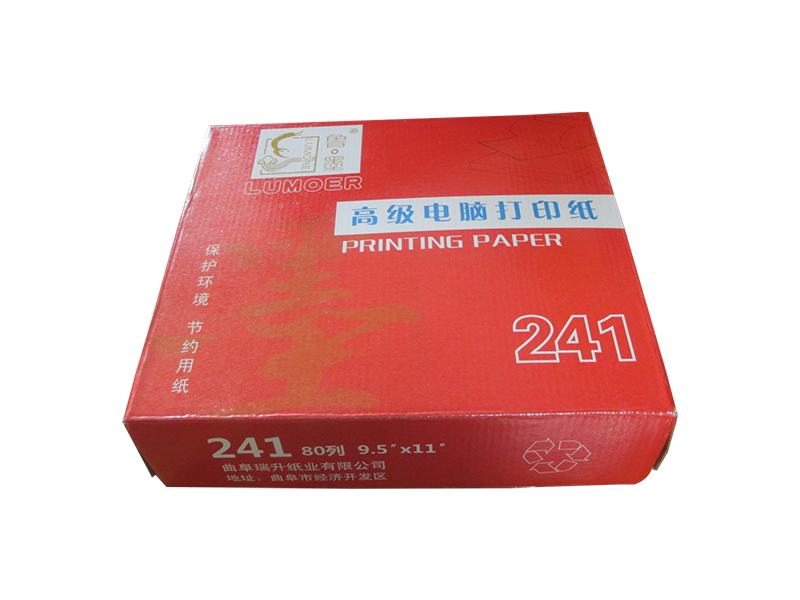 LUMORE
鲁·墨®
LUMOER
高级电脑打印纸
PRINTING PAPER
保护环境 节约用纸
241
241 80列 9.5"x11"
曲阜瑞升纸业有限公司
地址：曲阜市经济开发区